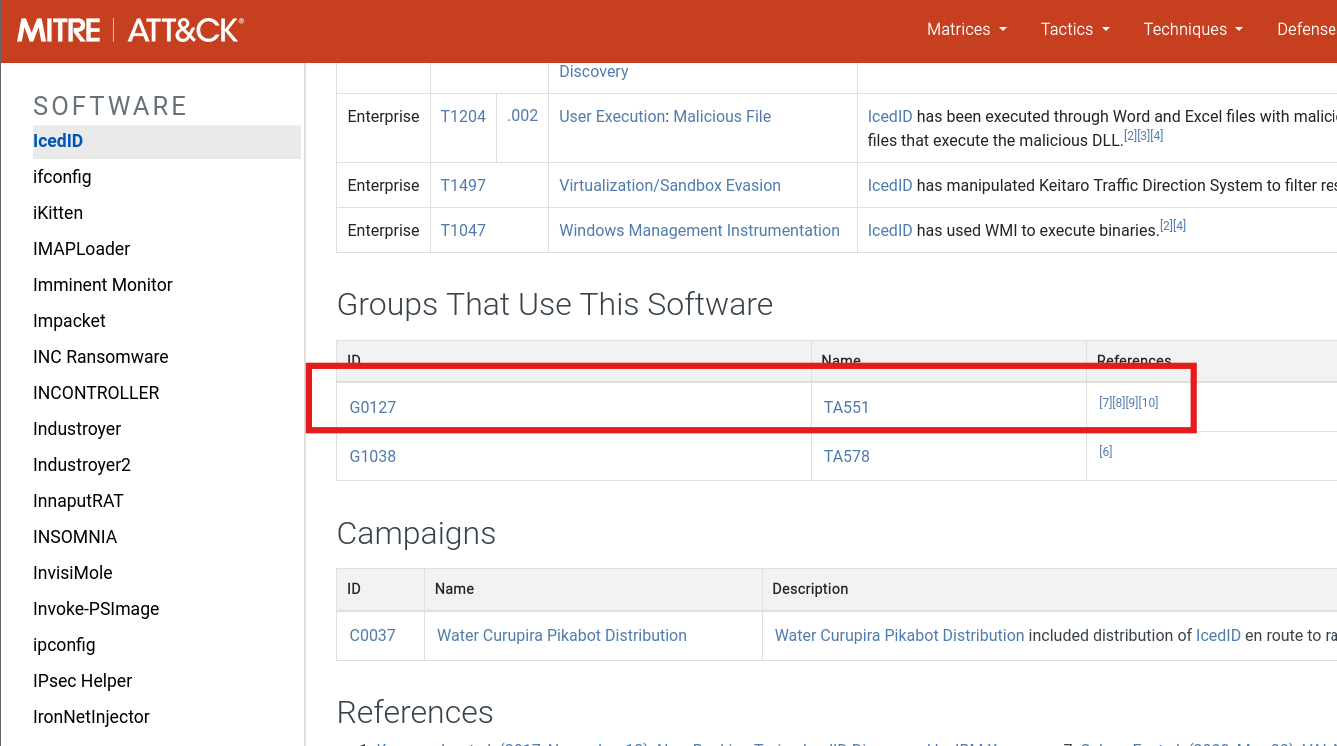 MITRE | ATT&CK®
Matrices Tactics Techniques Defense
SOFTWARE
IcedID
ifconfig
iKitten
IMAPLoader
Imminent Monitor
Impacket
INC Ransomware
INCONTROLLER
Industroyer
Industroyer2
InnaputRAT
INSOMNIA
InvisiMole
Invoke-PSImage
ipconfig
IPsec Helper
IronNetInjector
Discovery
Enterprise T1204 .002 User Execution: Malicious File IcedID has been executed through Word and Excel files with malici
files that execute the malicious DLL.[2][3][4]
Enterprise T1497 Virtualization/Sandbox Evasion IcedID has manipulated Keitaro Traffic Direction System to filter res
Enterprise T1047 Windows Management Instrumentation IcedID has used WMI to execute binaries.[2][4]
Groups That Use This Software
ID Name References
G0127 TA551 [7][8][9][10]
G1038 TA578 [6]
Campaigns
ID Name Description
C0037 Water Curupira Pikabot Distribution Water Curupira Pikabot Distribution included distribution of IcedID en route to ra
References